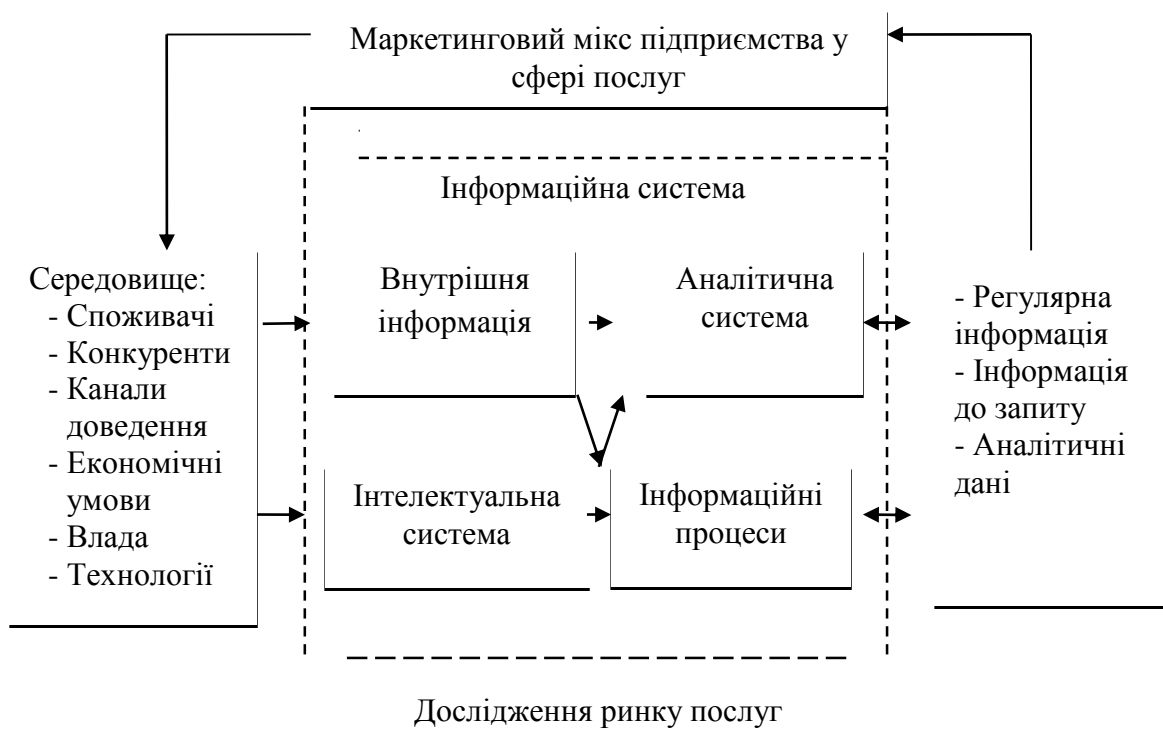 Маркетинговий мікс підприємства у
сфері послуг
Інформаційна система
Середовище:
- Споживачі
- Конкуренти
- Канали
доведення
- Економічні
умови
- Влада
- Технології
Внутрішня
інформація
Аналітична
система
Інтелектуальна
система
Інформаційні
процеси
- Регулярна
інформація
- Інформація
до запиту
- Аналітичні
дані
Дослідження ринку послуг